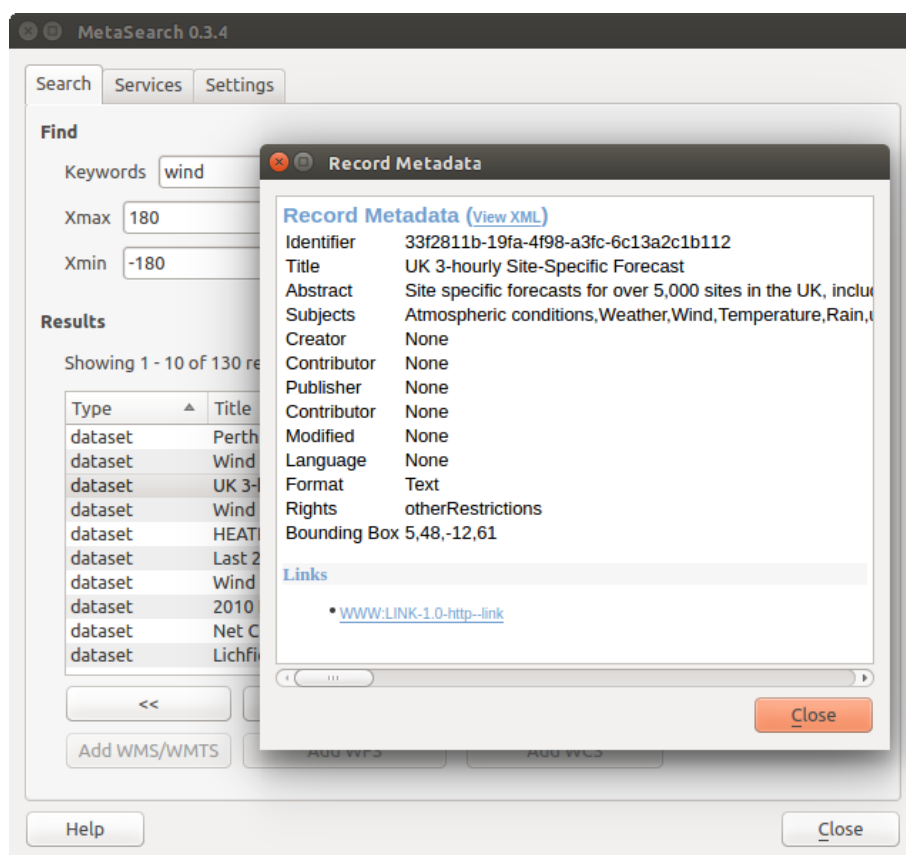 MetaSearch 0.3.4
Search Services Settings
Find
Keywords wind
Xmax 180
Xmin -180
Results
Showing 1 - 10 of 130
Type Title
dataset Perth
dataset Wind
dataset UK
dataset Wind
dataset
dataset Last 2
dataset Wind
dataset 2010
dataset Net C
dataset
<<
Add WMS/WMTS Add WFS Add WCS
Help Close
Record Metadata
Record Metadata (View XML)
Identifier 33f2811b-19fa-4f98-a3fc-6c13a2c1b112
Title UK 3-hourly Site-Specific Forecast
Abstract Site specific forecasts for over 5,000 sites in the UK,
Subjects Atmospheric conditions,Weather,Wind,Temperature,Rain,
Creator None
Contributor None
Publisher None
Contributor None
Modified None
Language None
Format Text
Rights otherRestrictions
Bounding Box 5,48,-12,61
Links
WWW:LINK-1.0-http--link
Close